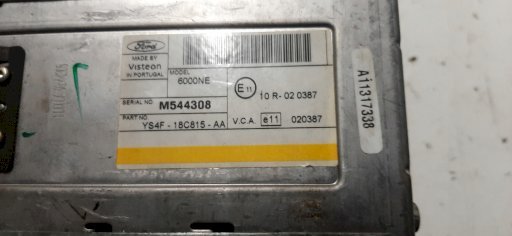 Ford
MADE BY
Visteon
IN PORTUGAL
MODEL
6000NE
E11
10 R-02 0387
SERIAL NO.
M544308
PART NO.
YS4F-18C815-AA
V.C.A.
e11
020387
A11317338